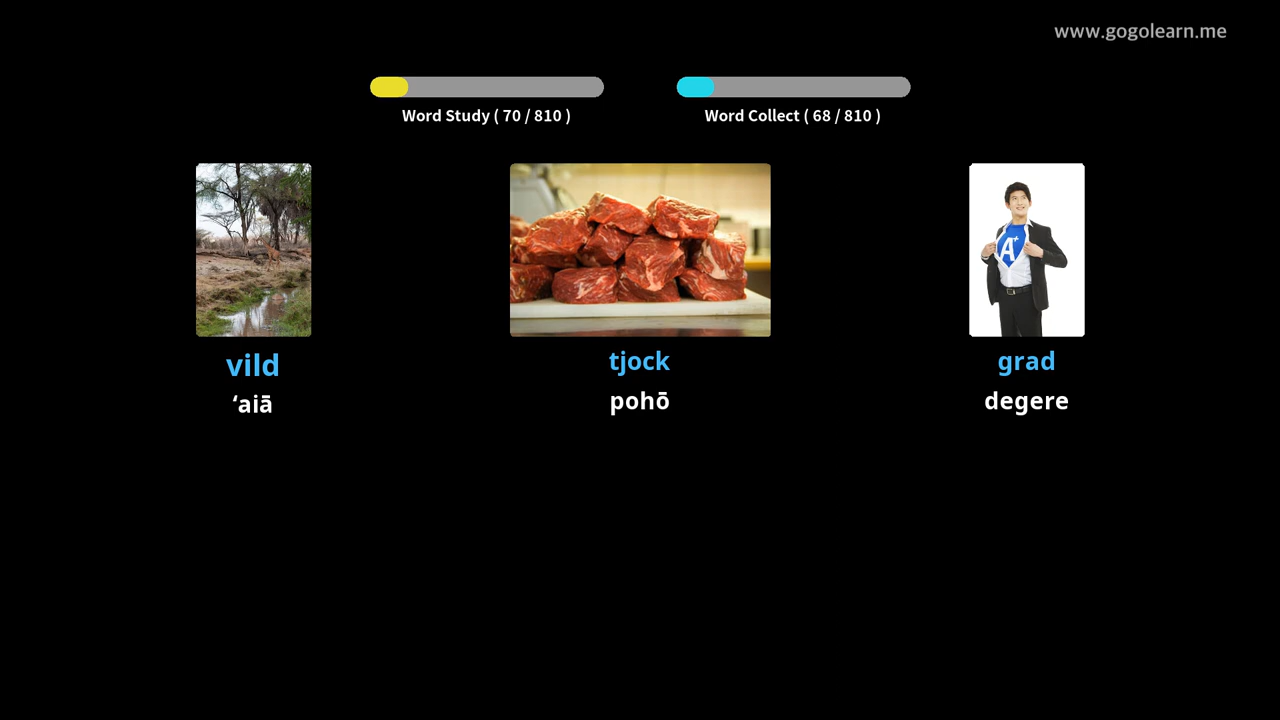 www.gogolearn.me
Word Study ( 70 / 810 )
Word Collect ( 68 / 810 )
vild
ʻaiā
tjock
pohō
grad
degere
A+